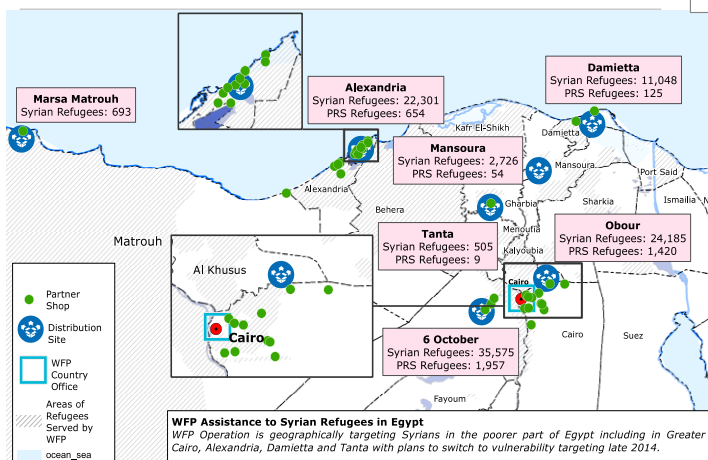 Damietta
Syrian Refugees: 11,048
PRS Refugees: 125
Marsa Matrouh
Syrian Refugees: 693
Alexandria
Syrian Refugees: 22,301
PRS Refugees: 654
Kafr El-Shikh
Damietta
Mansoura
Syrian Refugees: 2,726
PRS Refugees: 54
Mansoura
Port Said
Alexandria
Behera
Gharbia
Sharkia
Ismailia
N
Menoufia
Kalyoubia
Tanta
Syrian Refugees: 505
PRS Refugees: 9
Obour
Syrian Refugees: 24,185
PRS Refugees: 1,420
Matrouh
Al Khusus
Cairo
Cairo
6 October
Syrian Refugees: 35,575
PRS Refugees: 1,957
Cairo
Suez
Fayoum
Partner
Shop
Distribution
Site
WFP
Country
Office
Areas of
Refugees
Served by
WFP
ocean_sea
WFP Assistance to Syrian Refugees in Egypt
WFP Operation is geographically targeting Syrians in the poorer part of Egypt including in Greater
Cairo, Alexandria, Damietta and Tanta with plans to switch to vulnerability targeting late 2014.